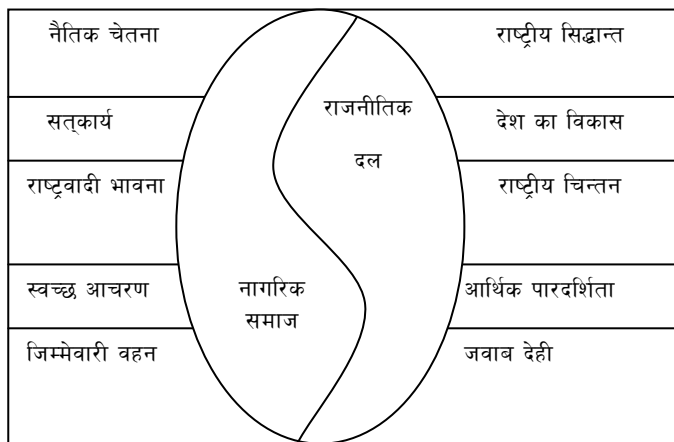 नैतिक चेतना
राष्ट्रीय सिद्धान्त
राजनीतिक
दल
सत्कार्य
देश का विकास
राष्ट्रवादी भावना
राष्ट्रीय चिन्तन
स्वच्छ आचरण
नागरिक
समाज
आर्थिक पारदर्शिता
जिम्मेवारी वहन
जवाब देही